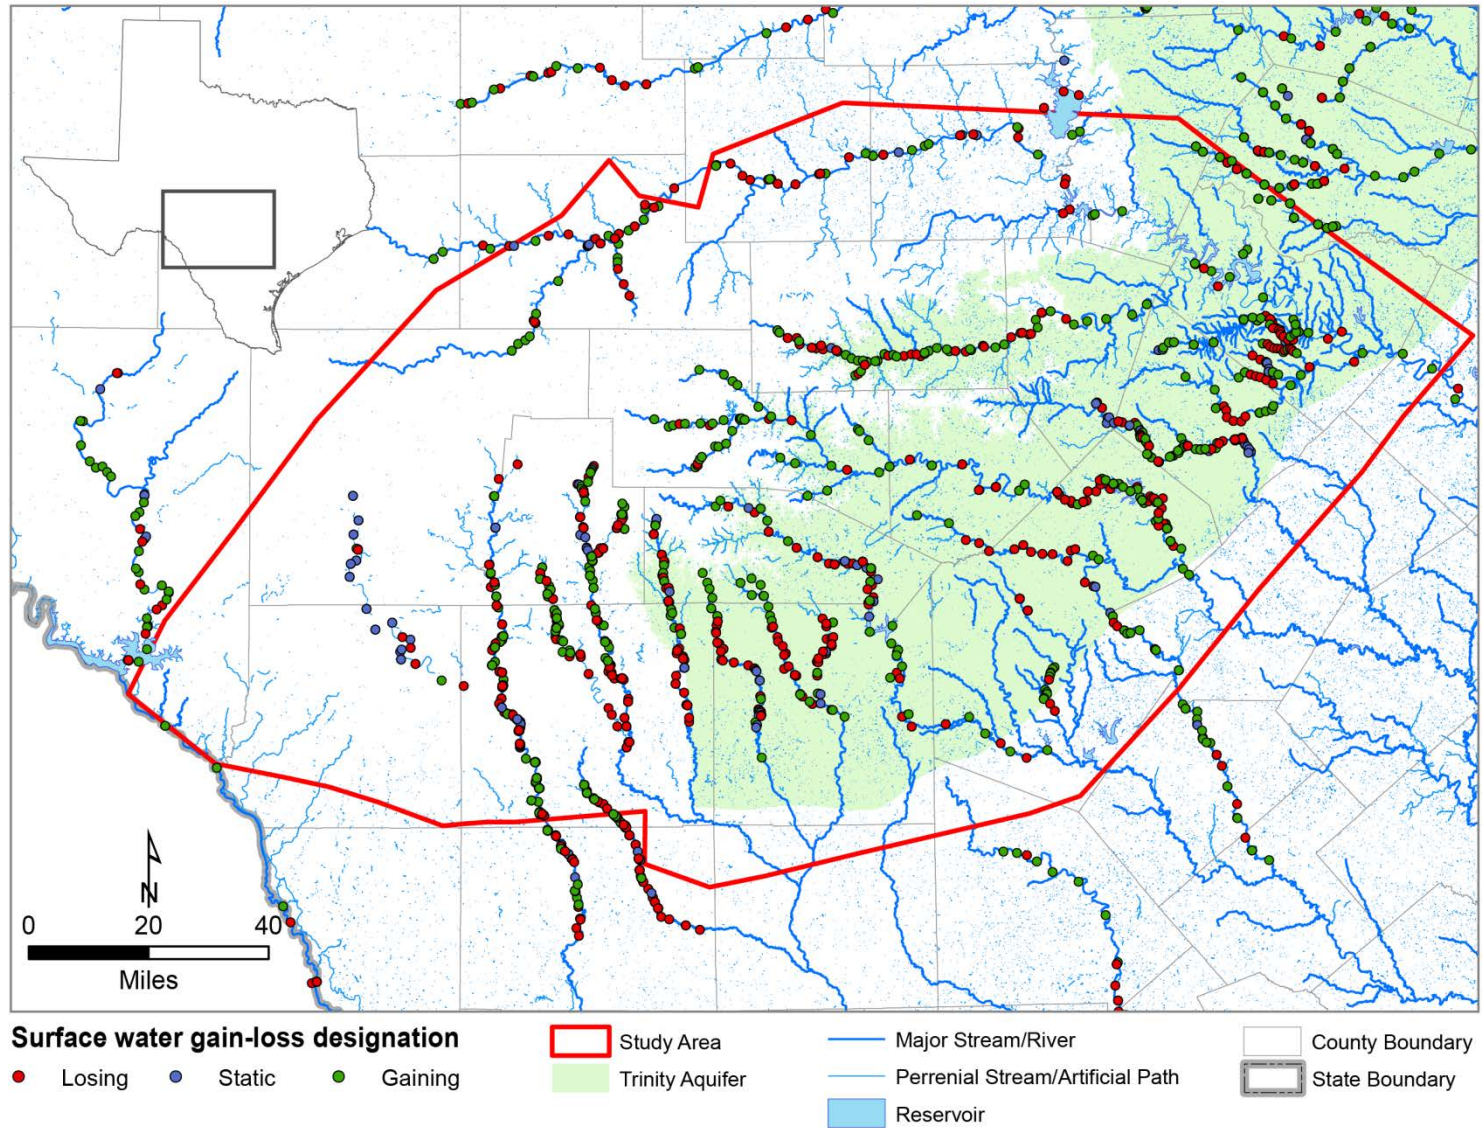 N
0 20 40
Miles
Surface water gain-loss designation
Losing Static Gaining
Study Area
Trinity Aquifer
Major Stream/River
Perrenial Stream/Artificial Path
Reservoir
County Boundary
State Boundary